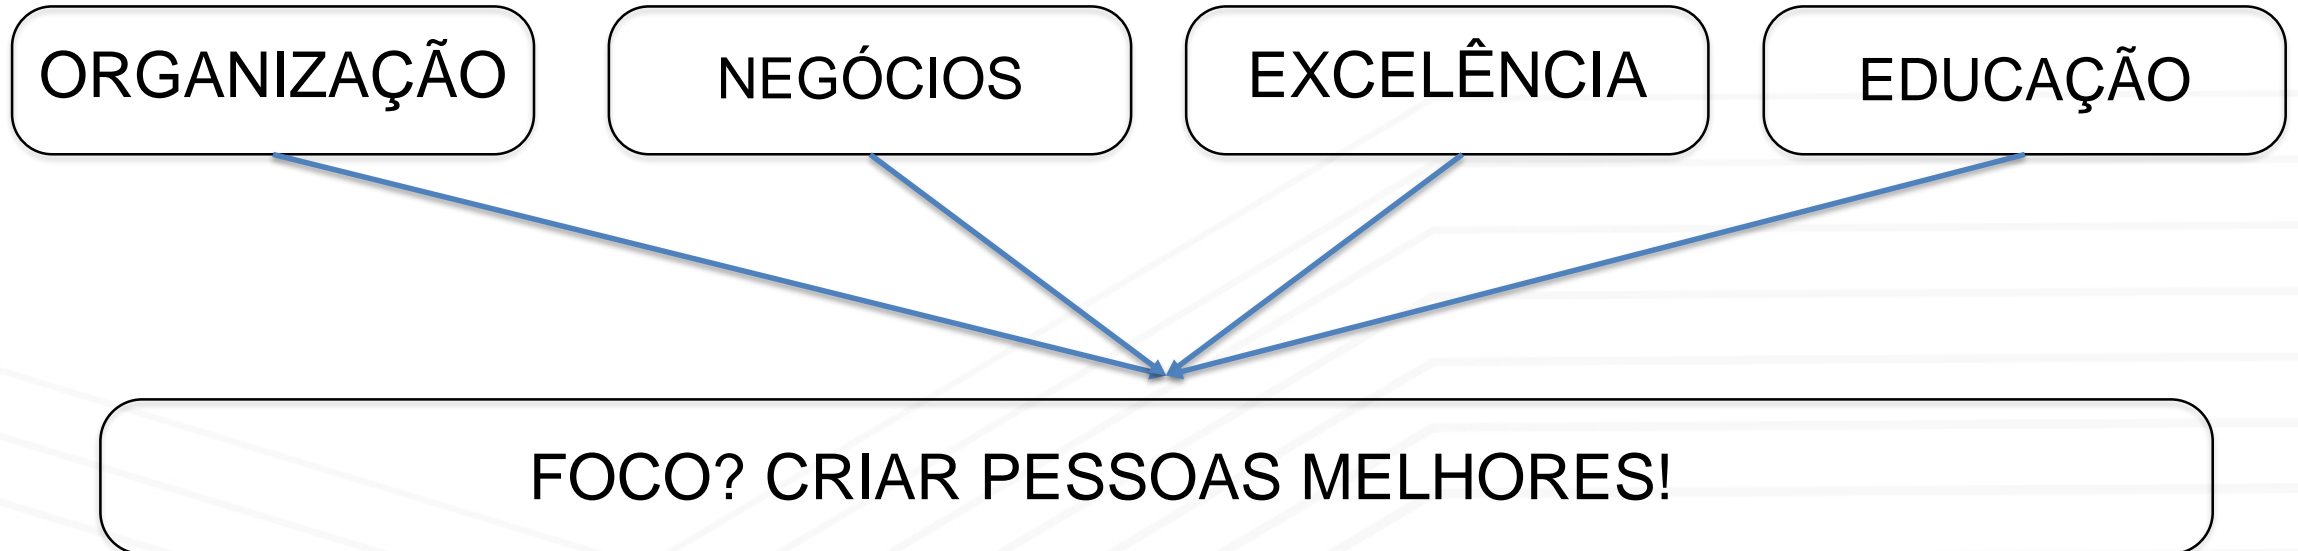 ORGANIZAÇÃO
NEGÓCIOS
EXCELÊNCIA
EDUCAÇÃO
FOCO? CRIAR PESSOAS MELHORES!